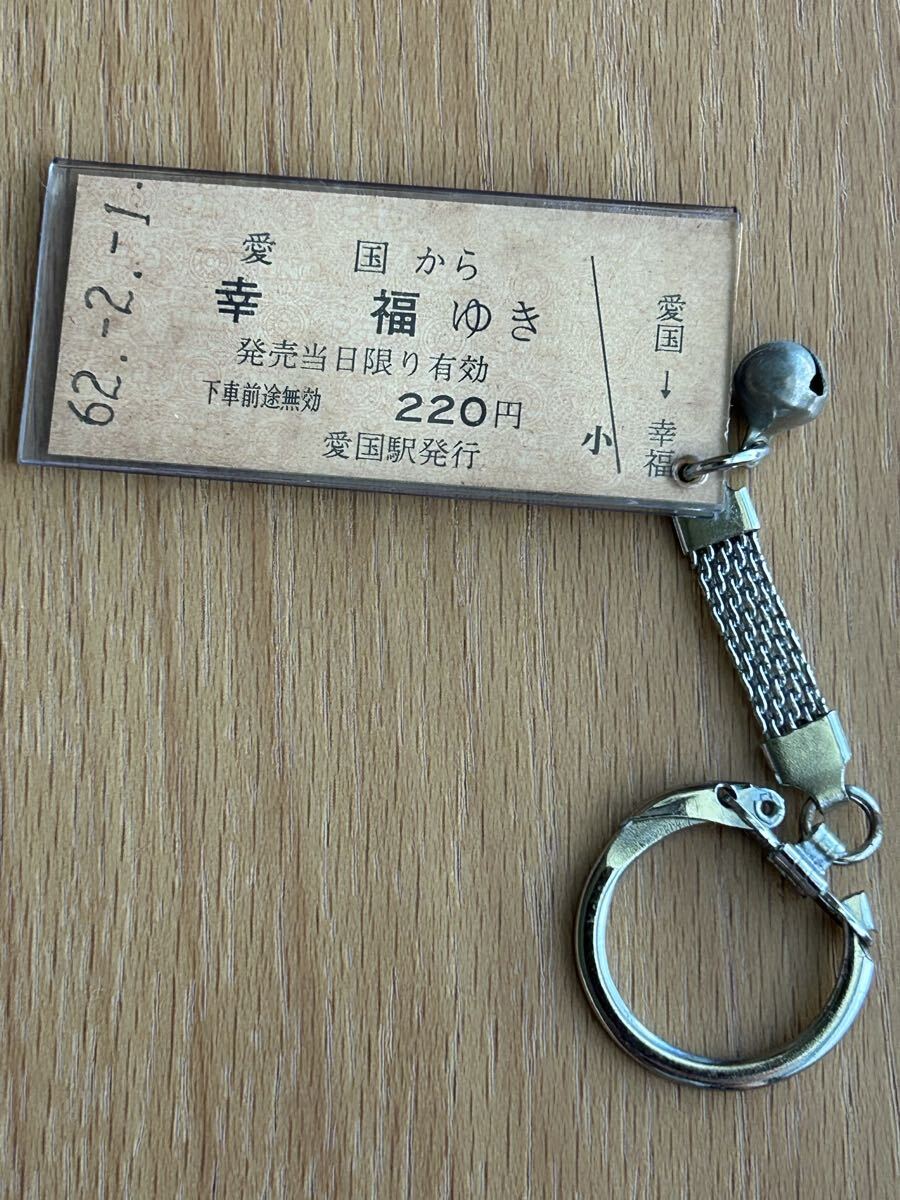 62.-2.-1.
愛 国 から
幸 福 ゆき
発売当日限り有効
下車前途無効 220円
愛国駅発行
小
愛国→幸福